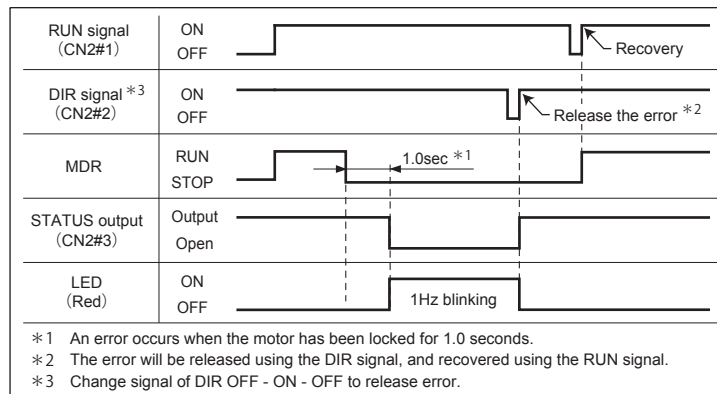 RUN signal
(CN2#1)
ON
OFF
Recovery
DIR signal *3
(CN2#2)
ON
OFF
Release the error *2
MDR
RUN
STOP
1.0sec *1
STATUS output
(CN2#3)
Output
Open
LED
(Red)
ON
OFF
1Hz blinking
*1 An error occurs when the motor has been locked for 1.0 seconds.
*2 The error will be released using the DIR signal, and recovered using the RUN signal.
*3 Change signal of DIR OFF - ON - OFF to release error.